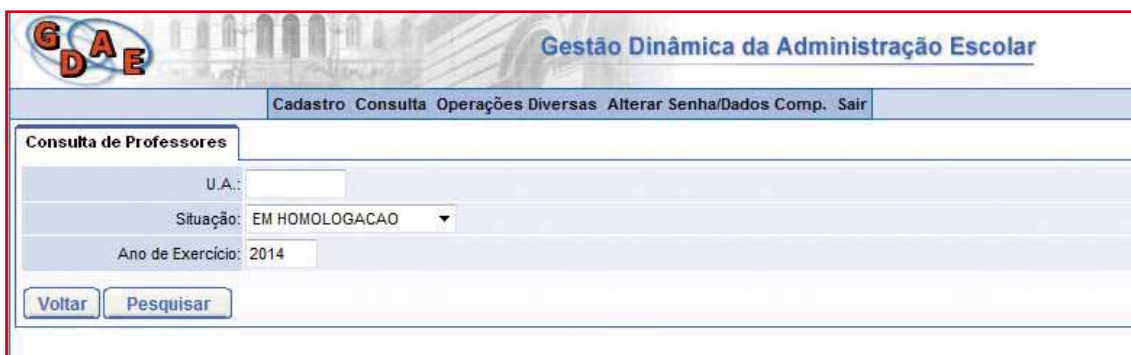 GDAE
Gestão Dinâmica da Administração Escolar
Cadastro Consulta Operações Diversas Alterar Senha/Dados Comp. Sair
Consulta de Professores
U.A.:
Situação: EM HOMOLOGACAO
Ano de Exercício: 2014
Voltar Pesquisar